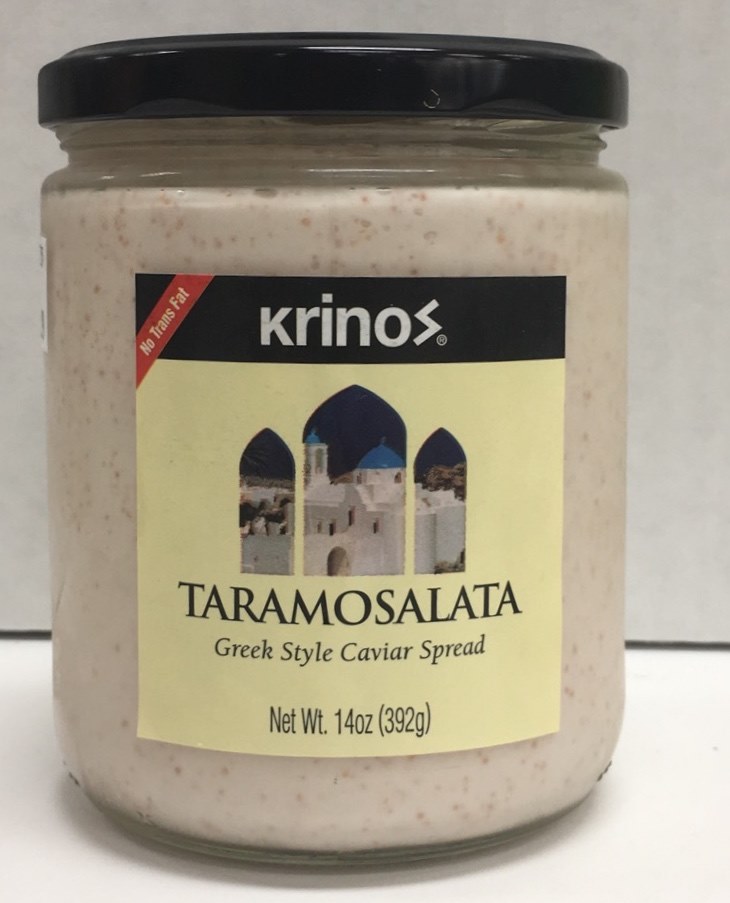 No Trans Fat
Krinos®
TARAMOSALATA
Greek Style Caviar Spread
Net Wt. 14oz (392g)